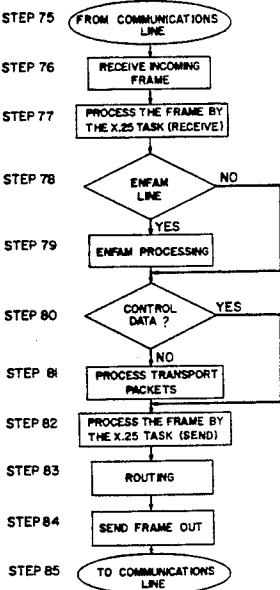 STEP 75
FROM COMMUNICATIONS
LINE
STEP 76
RECEIVE INCOMING
FRAME
STEP 77
PROCESS THE FRAME BY
THE X.25 TASK (RECEIVE)
STEP 78
ENFAM
LINE
NO
YES
STEP 79
ENFAM PROCESSING
STEP 80
CONTROL
DATA ?
YES
NO
STEP 81
PROCESS TRANSPORT
PACKETS
STEP 82
PROCESS THE FRAME BY
THE X.25 TASK (SEND)
STEP 83
ROUTING
STEP 84
SEND FRAME OUT
STEP 85
TO COMMUNICATIONS
LINE